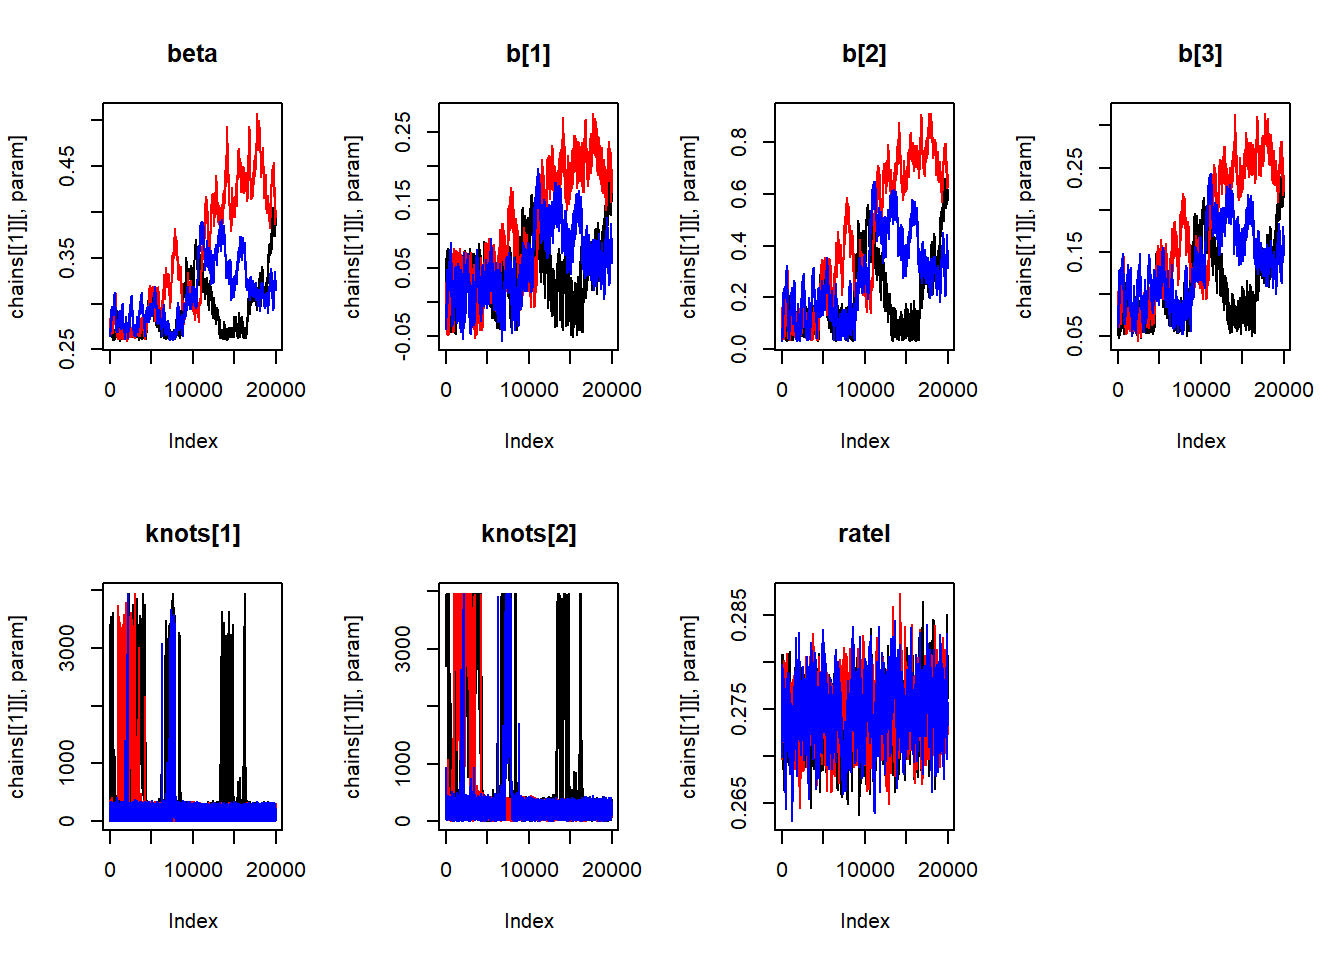 beta
b[1]
b[2]
b[3]
chains[[1]][, param]
0.25 0.35 0.45
0 10000 20000
Index
chains[[1]][, param]
-0.05 0.05 0.15 0.25
0 10000 20000
Index
chains[[1]][, param]
0.0 0.2 0.4 0.6 0.8
0 10000 20000
Index
chains[[1]][, param]
0.05 0.15 0.25
0 10000 20000
Index
knots[1]
knots[2]
ratel
chains[[1]][, param]
0 1000 3000
0 10000 20000
Index
chains[[1]][, param]
0 1000 3000
0 10000 20000
Index
chains[[1]][, param]
0.265 0.275 0.285
0 10000 20000
Index